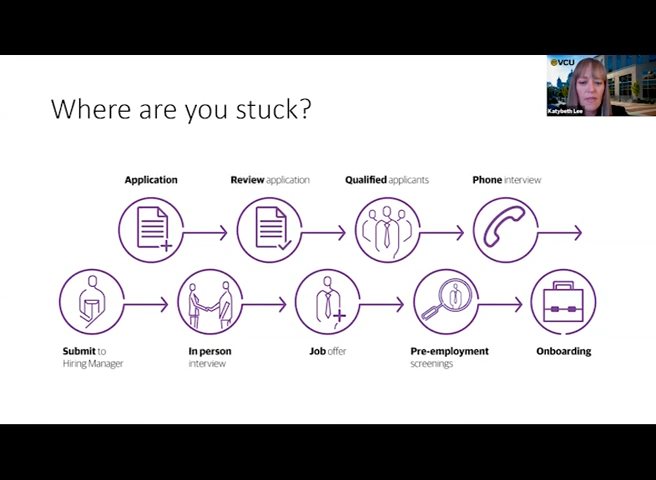 VCU
Katybeth Lee
Where are you stuck?
Application
Review application
Qualified applicants
Phone interview
Submit to
Hiring Manager
In person
interview
Job offer
Pre-employment
screenings
Onboarding